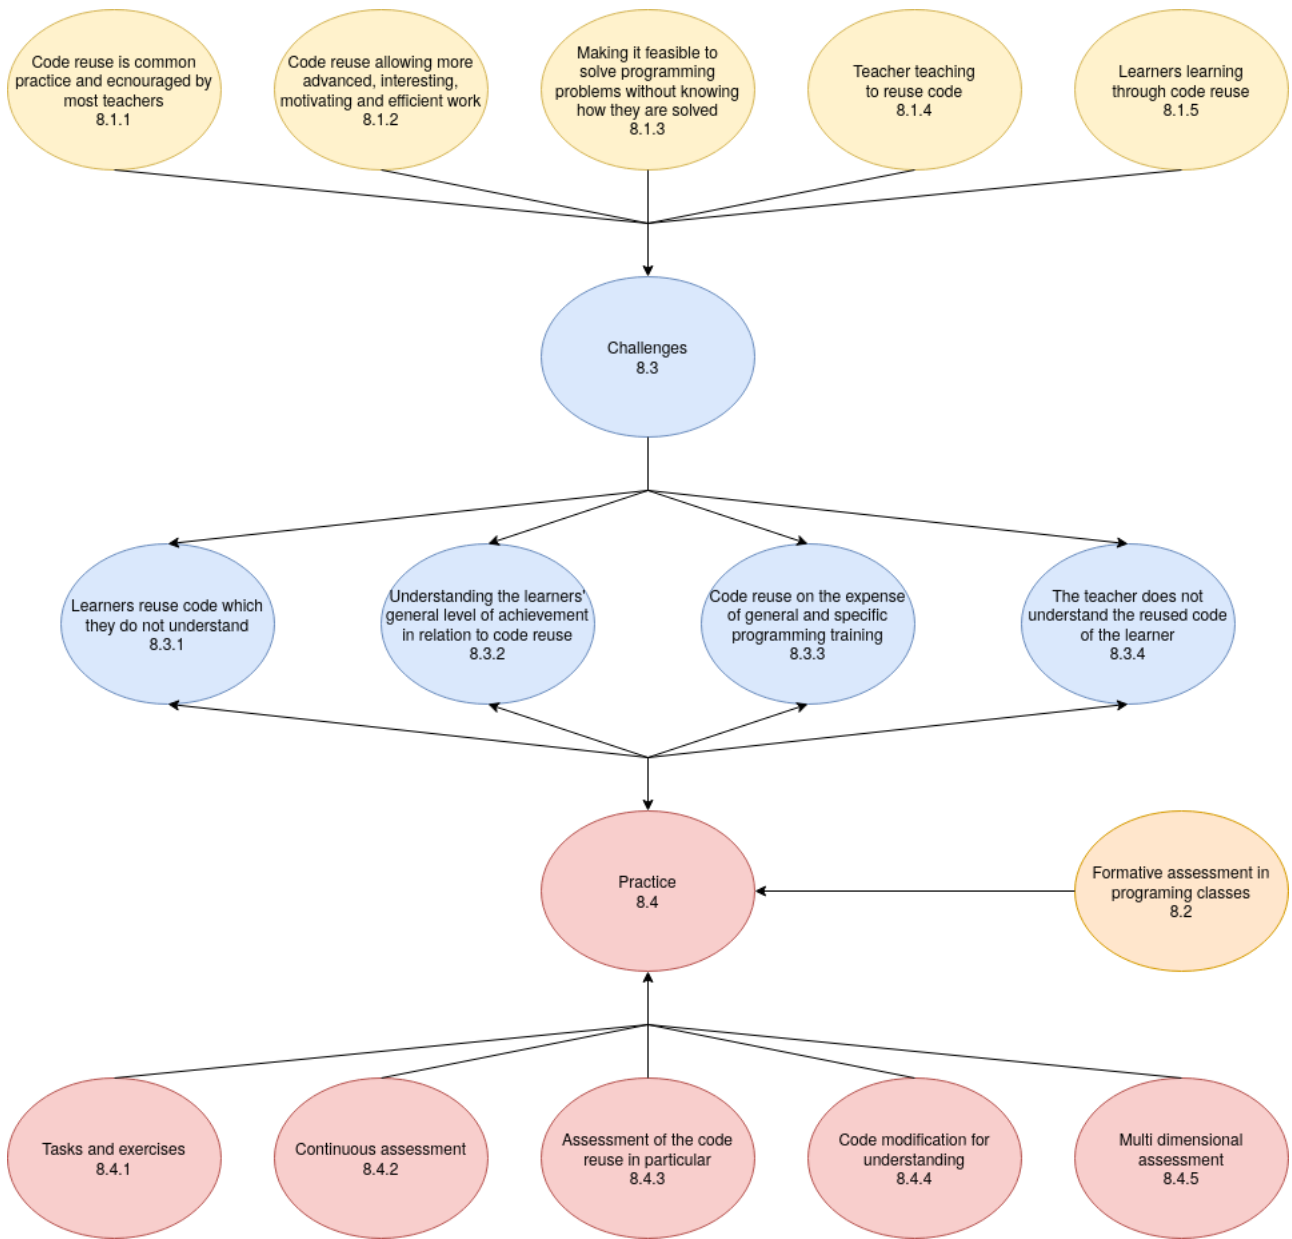 Code reuse is common
practice and ecnouraged by
most teachers
8.1.1
Code reuse allowing more
advanced, interesting,
motivating and efficient work
8.1.2
Making it feasible to
solve programming
problems without knowing
how they are solved
8.1.3
Teacher teaching
to reuse code
8.1.4
Learners learning
through code reuse
8.1.5
Challenges
8.3
Learners reuse code which
they do not understand
8.3.1
Understanding the learners'
general level of achievement
in relation to code reuse
8.3.2
Code reuse on the expense
of general and specific
programming training
8.3.3
The teacher does not
understand the reused code
of the learner
8.3.4
Practice
8.4
Formative assessment in
programing classes
8.2
Tasks and exercises
8.4.1
Continuous assessment
8.4.2
Assessment of the code
reuse in particular
8.4.3
Code modification for
understanding
8.4.4
Multi dimensional
assessment
8.4.5